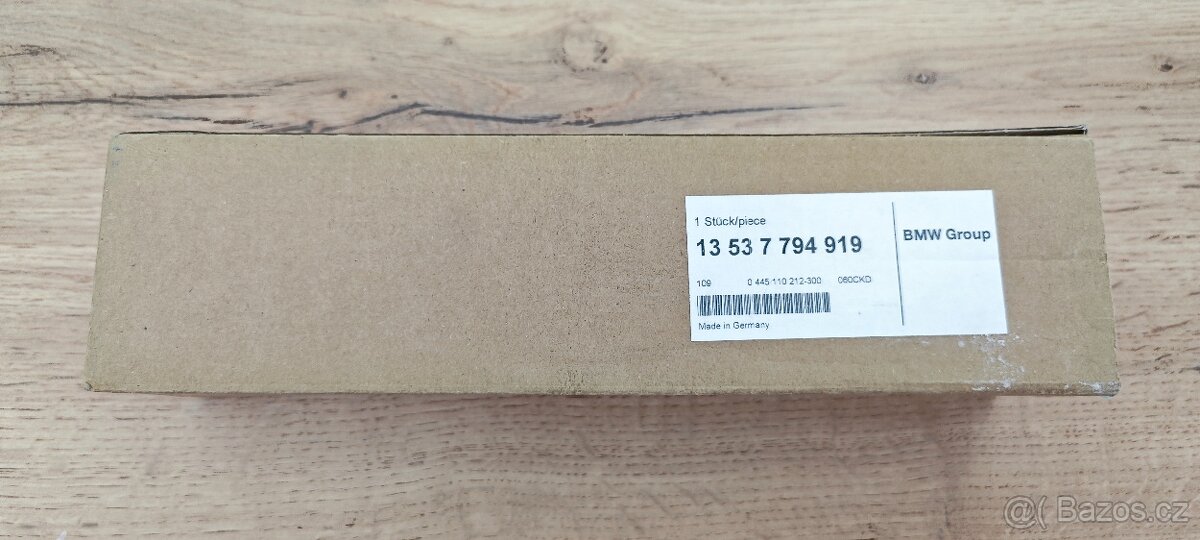 1 Stück/piece
13 53 7 794 919
BMW Group
109 0 445 110 212-300 060CKD
Made in Germany
@( Bazos.cz